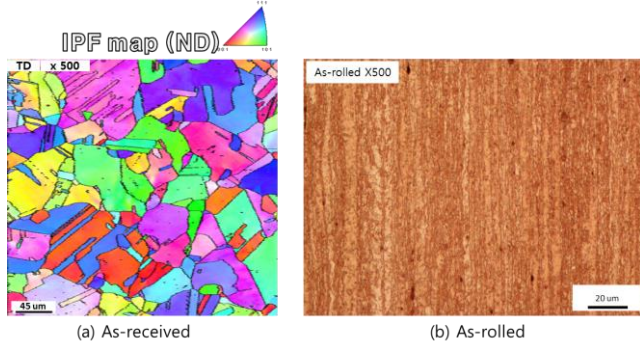 111
IPF map (ND)
001 101
TD x 500
45 um
As-rolled X500
20 um
(a) As-received
(b) As-rolled